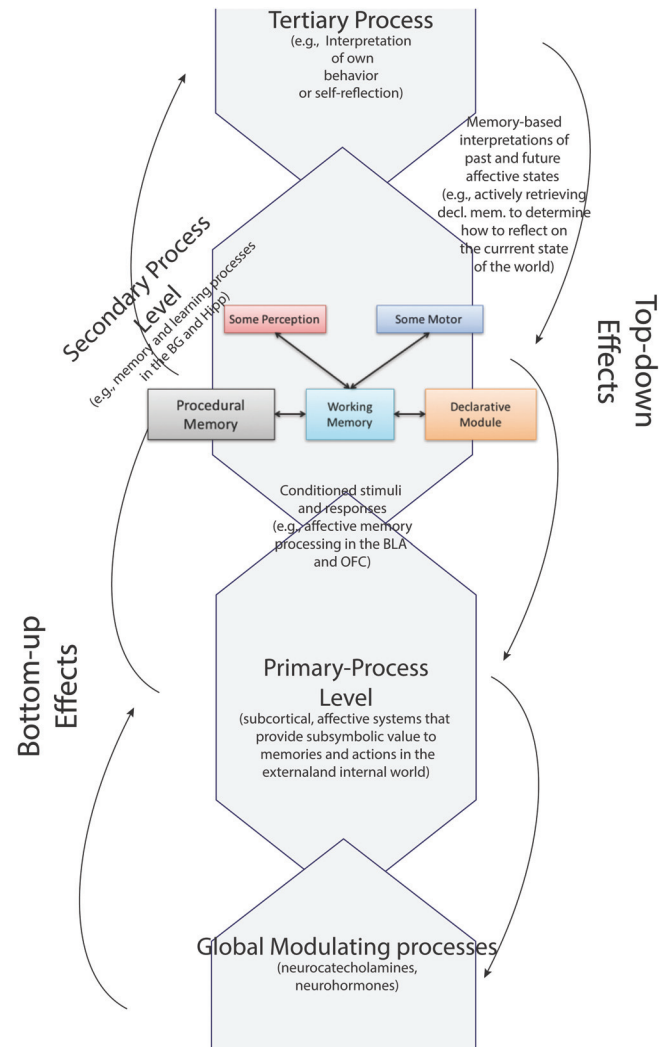 Tertiary Process
(e.g., Interpretation
of own
behavior
or self-reflection)
Memory-based
interpretations of
past and future
affective states
(e.g., actively retrieving
decl. mem. to determine
how to reflect on
the currrent state
of the world)
Secondary Process
Level
(e.g., memory and learning processes
in the BG and Hipp)
Top-down
Effects
Some Perception
Some Motor
Procedural
Memory
Working
Memory
Declarative
Module
Conditioned stimuli
and responses
(e.g., affective memory
processing in the BLA
and OFC)
Bottom-up
Effects
Primary-Process
Level
(subcortical, affective systems that
provide subsymbolic value to
memories and actions in the
externaland internal world)
Global Modulating processes
(neurocatecholamines,
neurohormones)